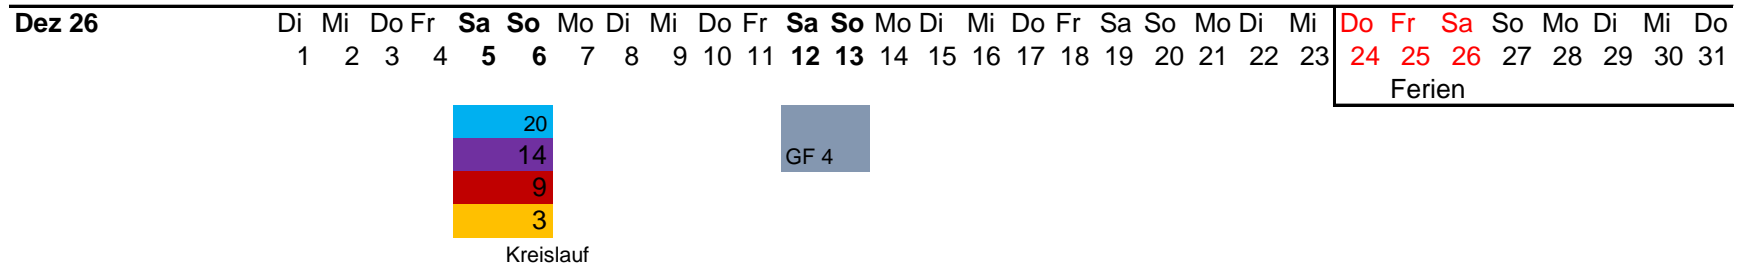 Dez 26 Di Mi Do Fr Sa So Mo Di Mi Do Fr Sa So Mo Di Mi Do Fr Sa So Mo Di Mi Do Fr Sa So Mo Di Mi Do
1 2 3 4 5 6 7 8 9 10 11 12 13 14 15 16 17 18 19 20 21 22 23 24 25 26 27 28 29 30 31
Ferien
20
14 GF 4
9
3
Kreislauf